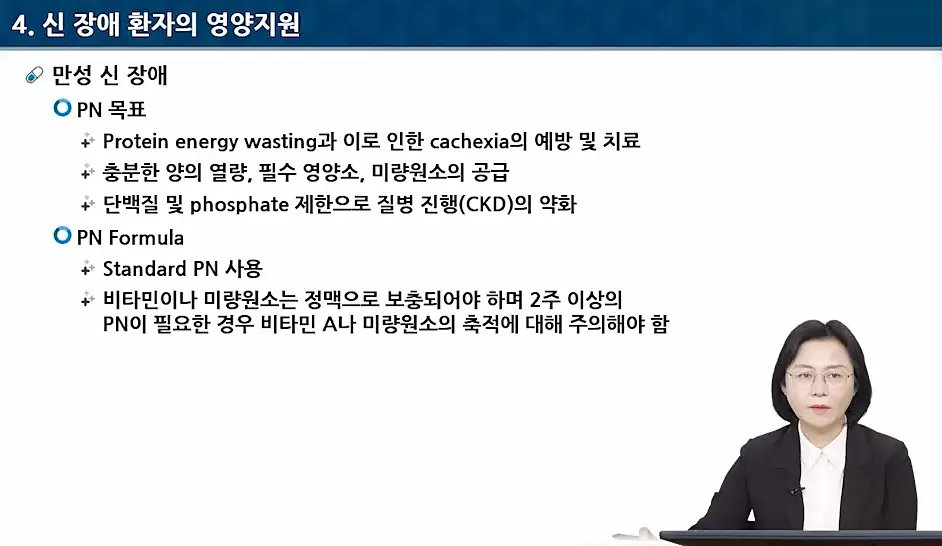 4. 신 장애 환자의 영양지원
만성 신 장애
PN 목표
Protein energy wasting과 이로 인한 cachexia의 예방 및 치료
충분한 양의 열량, 필수 영양소, 미량원소의 공급
단백질 및 phosphate 제한으로 질병 진행(CKD)의 약화
PN Formula
Standard PN 사용
비타민이나 미량원소는 정맥으로 보충되어야 하며 2주 이상의
PN이 필요한 경우 비타민 A나 미량원소의 축적에 대해 주의해야 함